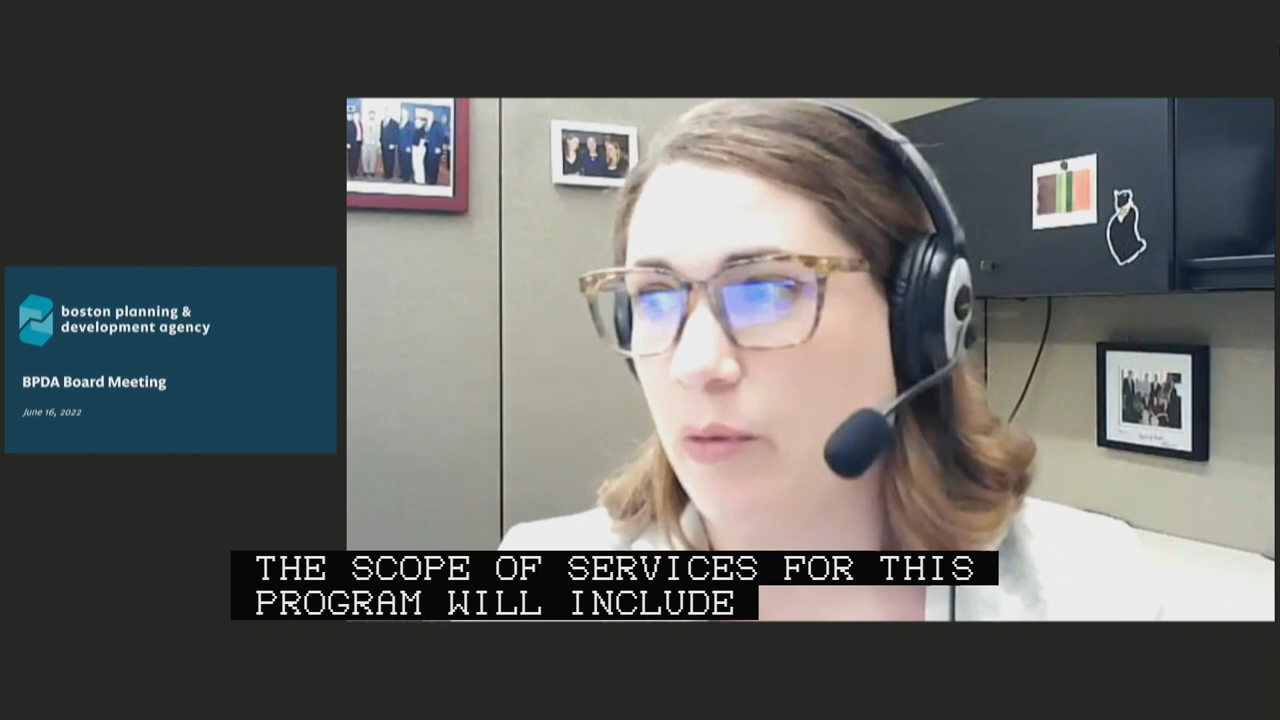 boston planning &
development agency
BPDA Board Meeting
June 16, 2022
THE SCOPE OF SERVICES FOR THIS
PROGRAM WILL INCLUDE